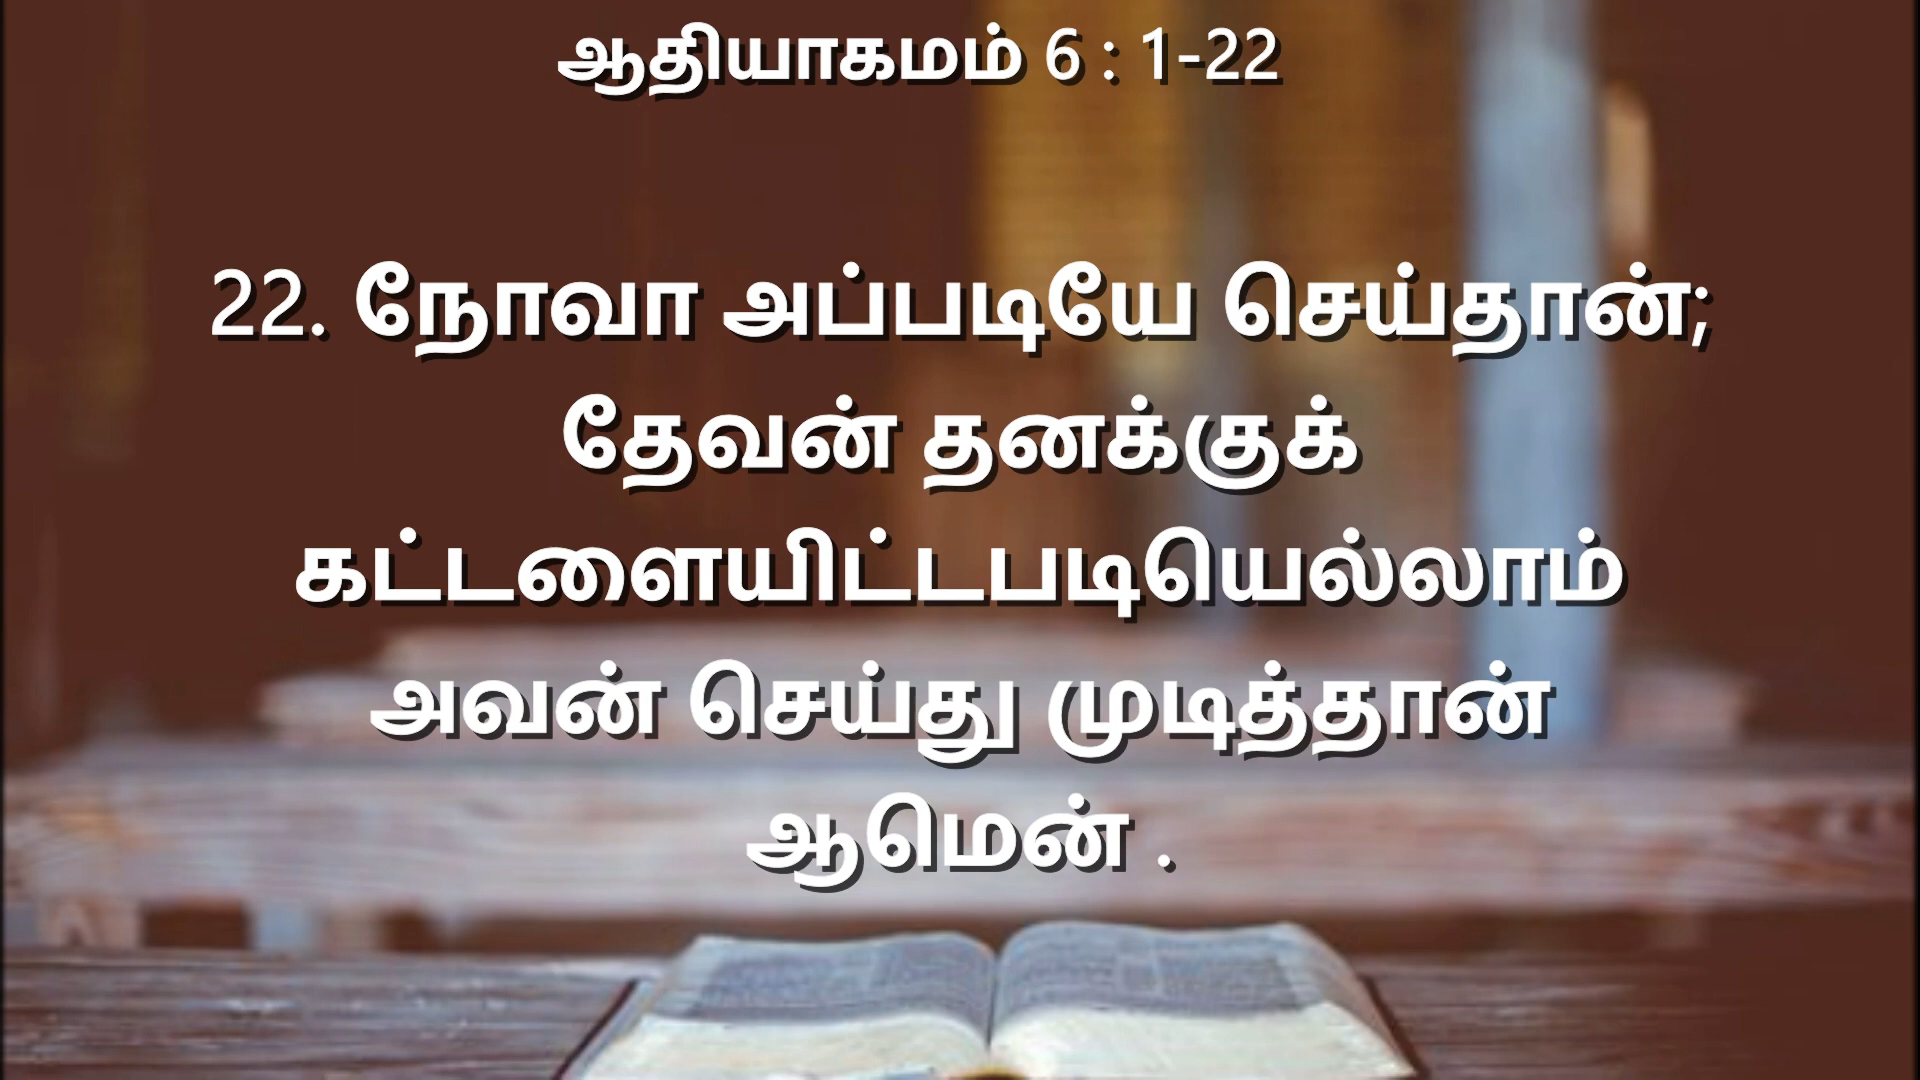 ஆதியாகமம் 6 : 1-22
22. நோவா அப்படியே செய்தான்;
தேவன் தனக்குக்
கட்டளையிட்டபடியெல்லாம்
அவன் செய்து முடித்தான்
ஆமென் .